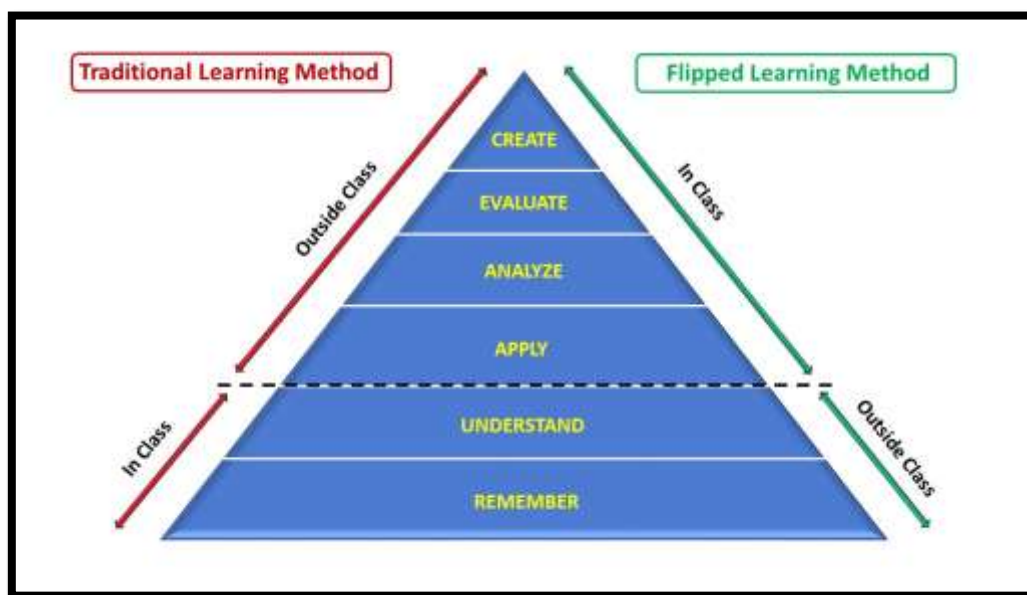 Traditional Learning Method
Flipped Learning Method
CREATE
Outside Class
In Class
EVALUATE
ANALYZE
APPLY
In Class
UNDERSTAND
Outside Class
REMEMBER